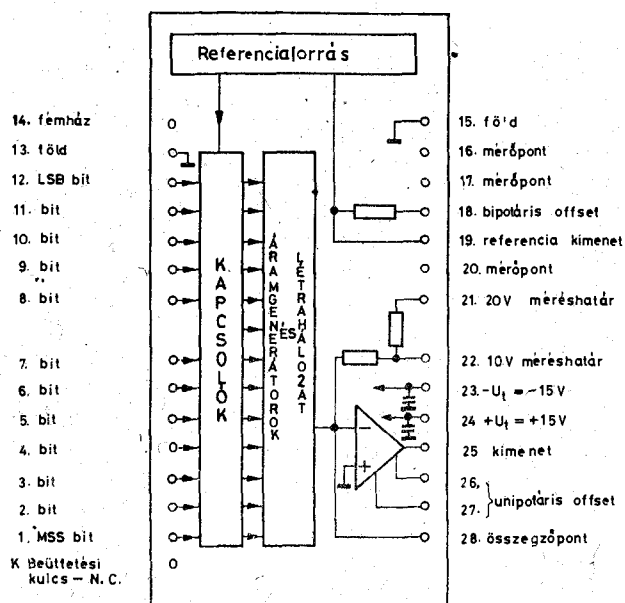 Referenciaforrás
14. fémház
13. föld
12. LSB bit
11. bit
10. bit
9. bit
8. bit
7. bit
6. bit
5. bit
4. bit
3. bit
2. bit
1. MSS bit
K Beüttetési
kulcs – N.C.
KAPCSOLÓK
ÁRAMGENERÁTOROK
ÉS
LÉTRAHÁLÓZAT
15. föld
16. mérőpont
17. mérőpont
18. bipoláris offset
19. referencia kimenet
20. mérőpont
21. 20V méréshatár
22. 10V méréshatár
23. -Ut = -15V
24 +Ut = +15V
25 kimenet
26.
27. unipoláris offset
28. összegzőpont